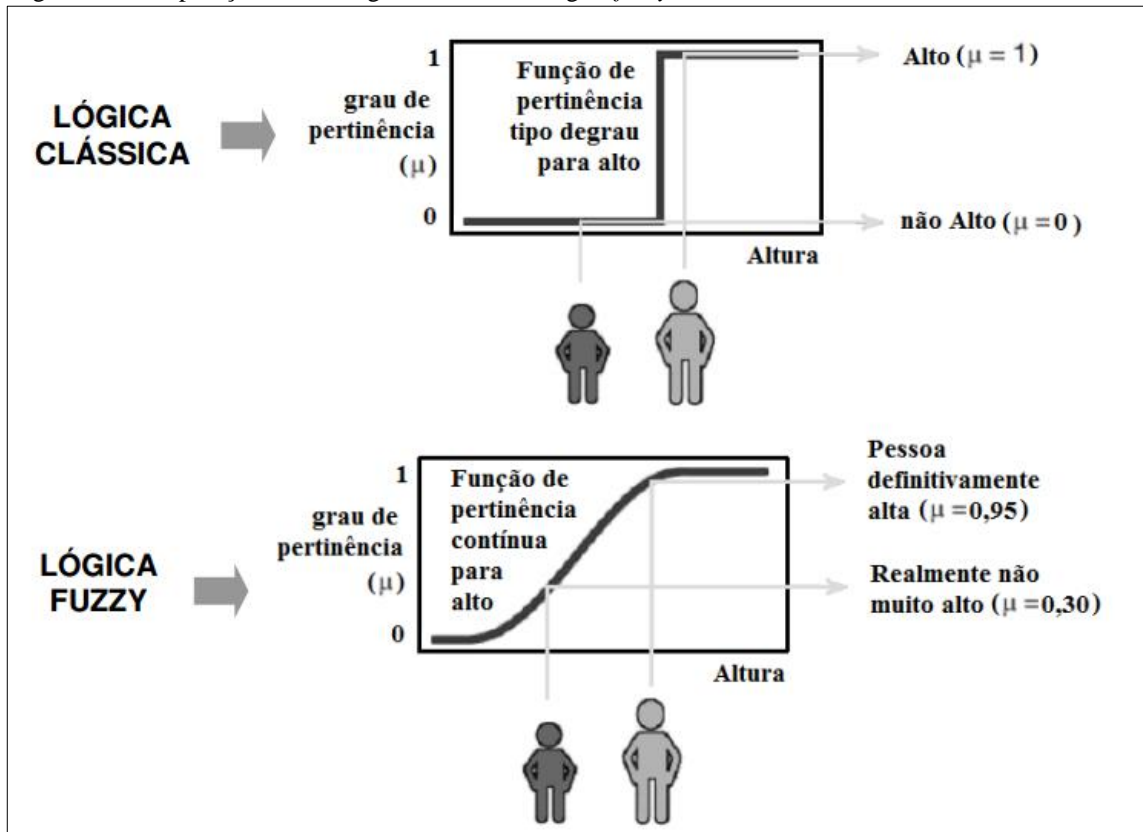 LÓGICA
CLÁSSICA
grau de
pertinência
(μ)
1
0
Função de
pertinência
tipo degrau
para alto
Altura
Alto (μ = 1)
não Alto (μ =0)
LÓGICA
FUZZY
grau de
pertinência
(μ)
1
0
Função de
pertinência
contínua
para
alto
Altura
Pessoa
definitivamente
alta (μ =0,95)
Realmente não
muito alto (μ =0,30)